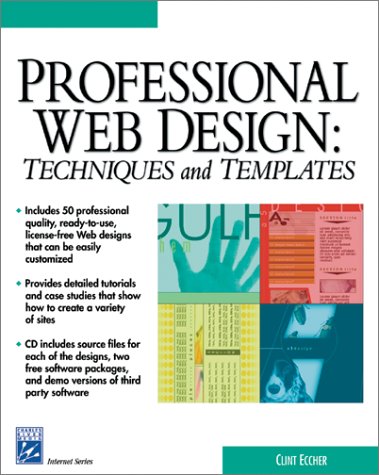 PROFESSIONAL
WEB DESIGN:
TECHNIQUES and TEMPLATES
Includes 50 professional
quality, ready-to-use,
license-free Web designs
that can be easily
customized
Provides detailed tutorials
and case studies that show
how to create a variety
of sites
CD includes source files for
each of the designs, two
free software packages,
and demo versions of third
party software
GULF
DESIGN
A
CHARLES
RIVER
MEDIA
Internet Series
CLINT ECCHER